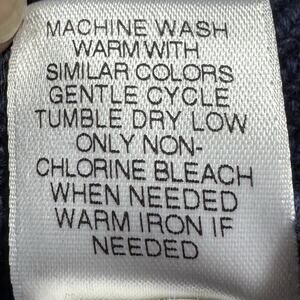 MACHINE WASH
WARM WITH
SIMILAR COLORS
GENTLE CYCLE
TUMBLE DRY LOW
ONLY NON-
CHLORINE BLEACH
WHEN NEEDED
WARM IRON IF
NEEDED